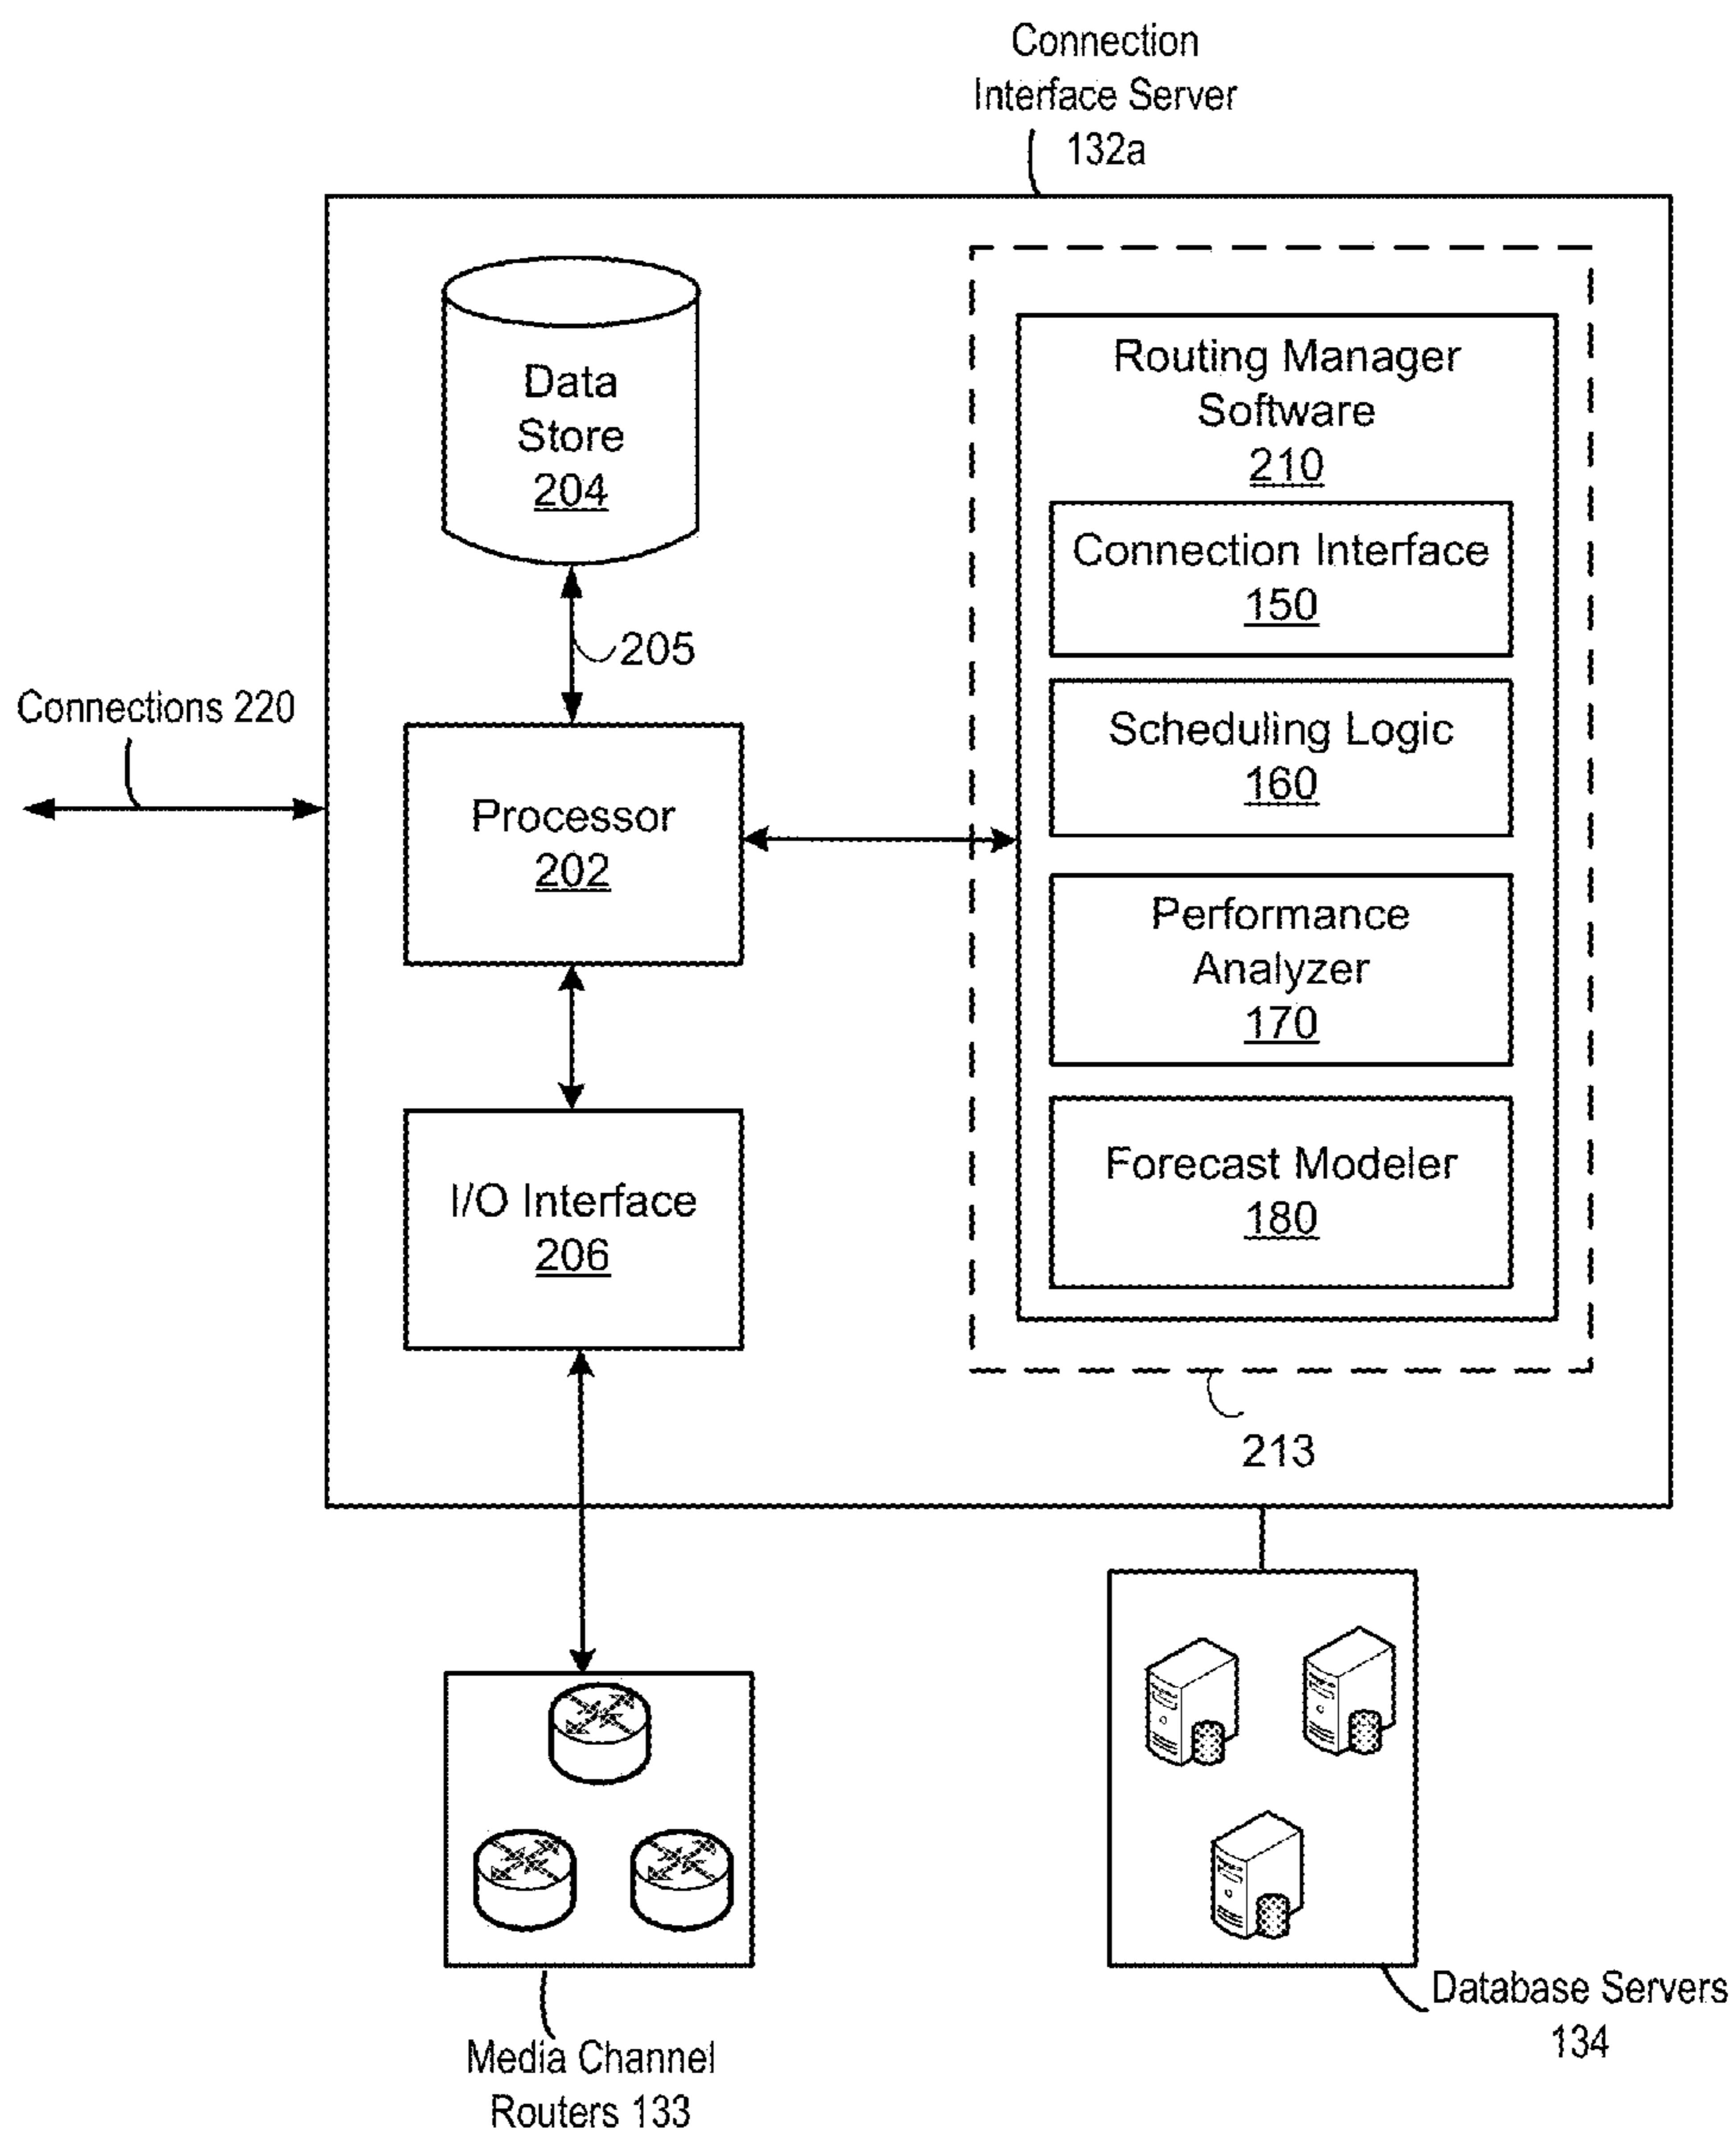 Connection
Interface Server
132a
Data
Store
204
205
Connections 220
Processor
202
I/O Interface
206
Routing Manager
Software
210
Connection Interface
150
Scheduling Logic
160
Performance
Analyzer
170
Forecast Modeler
180
213
Media Channel
Routers 133
Database Servers
134